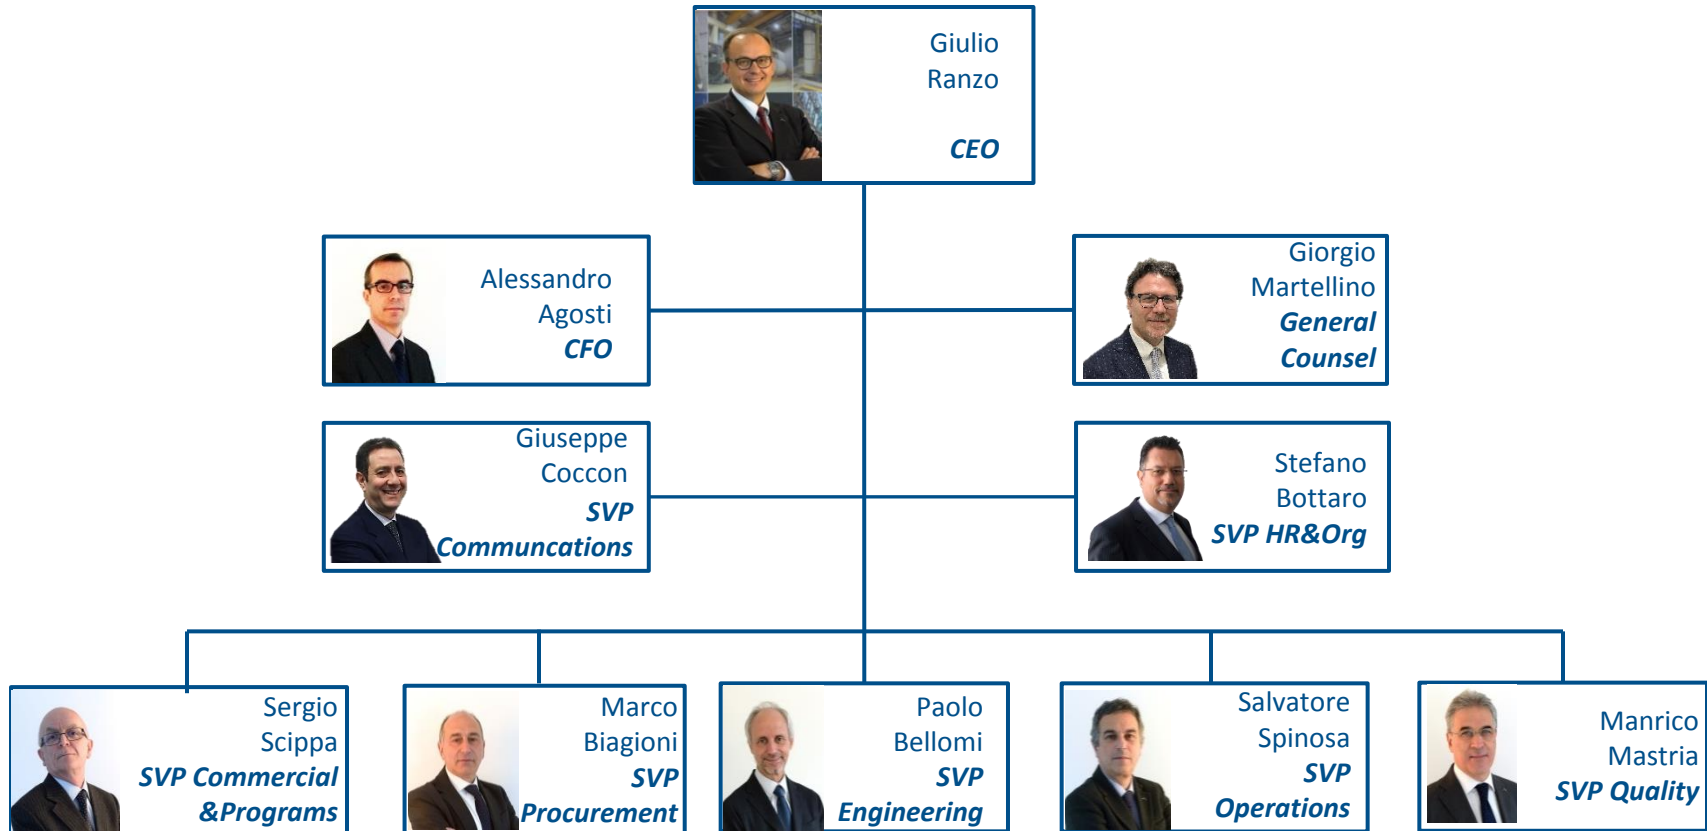 Giulio
Ranzo
CEO
Alessandro
Agosti
CFO
Giorgio
Martellino
General
Counsel
Giuseppe
Coccon
SVP
Communcations
Stefano
Bottaro
SVP HR&Org
Sergio
Scippa
SVP Commercial
&Programs
Marco
Biagioni
SVP
Procurement
Paolo
Bellomi
SVP
Engineering
Salvatore
Spinosa
SVP
Operations
Manrico
Mastria
SVP Quality